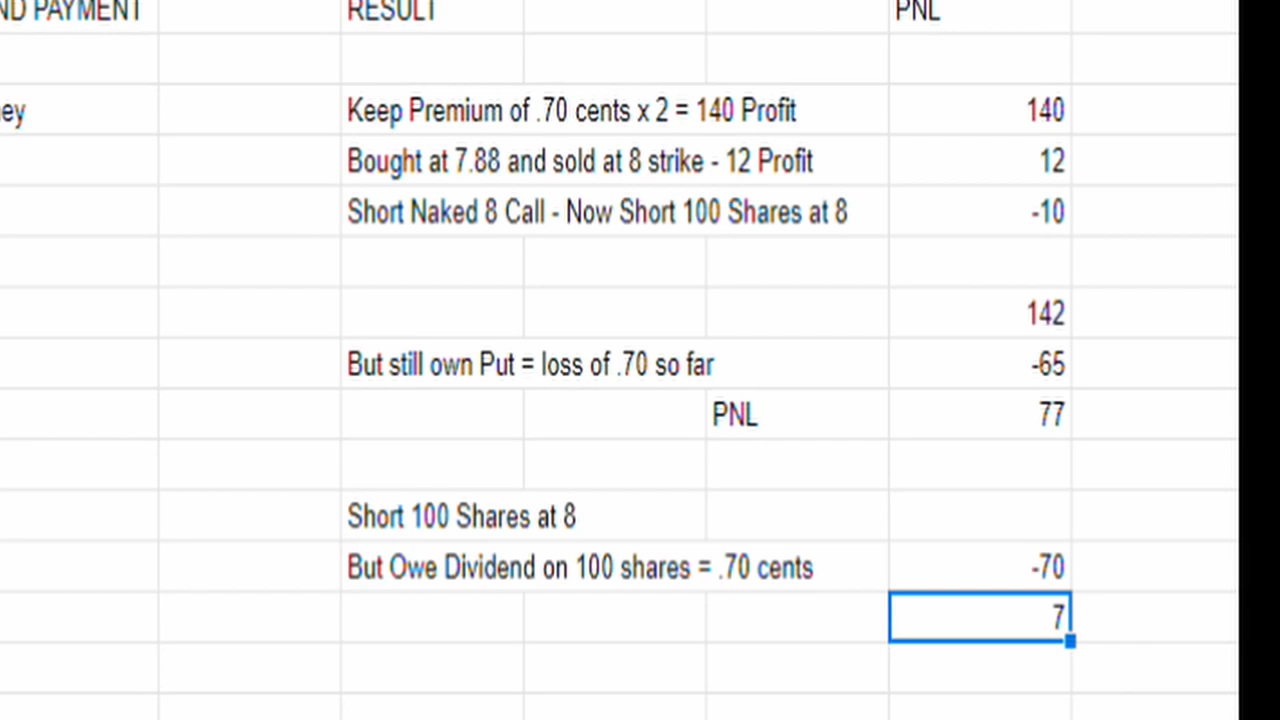 ND PAYMENT RESULT PNL
ey Keep Premium of .70 cents x 2 = 140 Profit 140
Bought at 7.88 and sold at 8 strike - 12 Profit 12
Short Naked 8 Call - Now Short 100 Shares at 8 -10
142
But still own Put = loss of .70 so far -65
PNL 77
Short 100 Shares at 8
But Owe Dividend on 100 shares = .70 cents -70
7